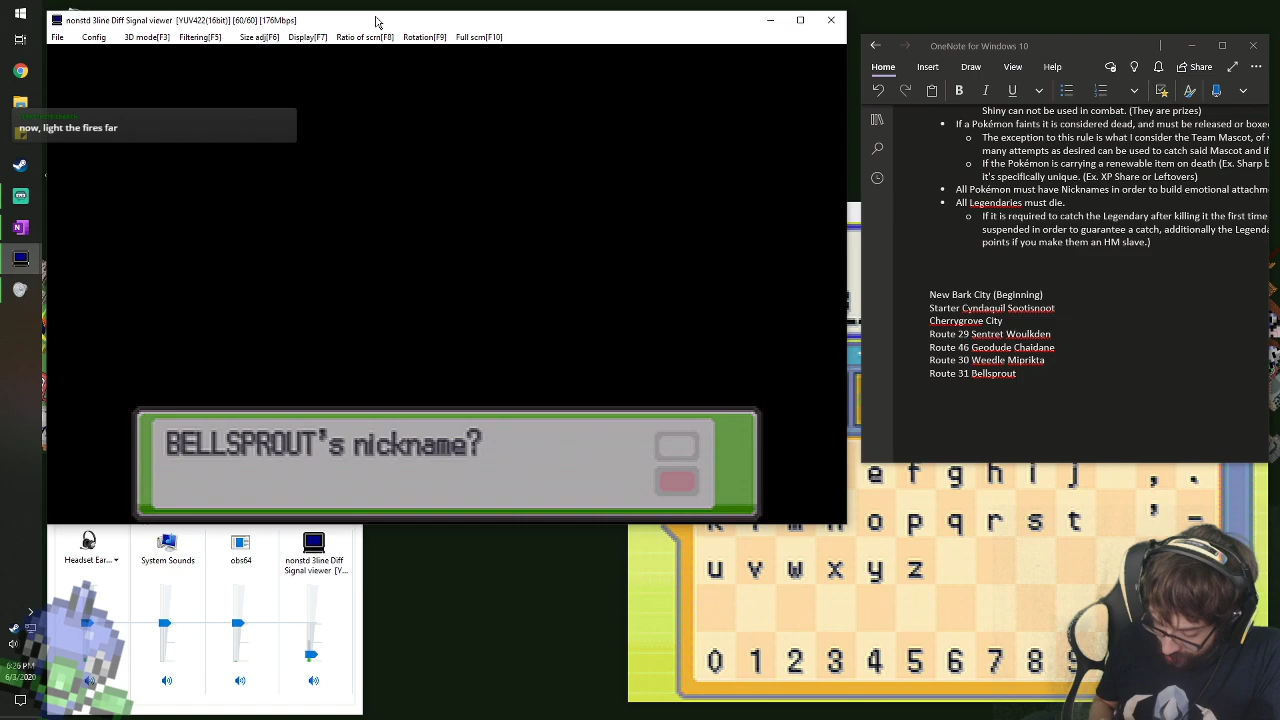 nonstd 3line Diff Signal viewer [YUV422(16bit)] [60/60] [176Mbps]
File Config 3D mode[F3] Filtering[F5] Size adj[F6] Display[F7] Ratio of scrn[F8] Rotation[F9] Full scrn[F10]
now, light the fires far
BELLSPROUT's nickname?
OneNote for Windows 10
Home Insert Draw View Help Share
B I U
Shiny can not be used in combat. (They are prizes)
If a Pokémon faints it is considered dead, and must be released or boxe
The exception to this rule is what I consider the Team Mascot, of
many attempts as desired can be used to catch said Mascot and if
If the Pokémon is carrying a renewable item on death (Ex. Sharp b
it's specifically unique. (Ex. XP Share or Leftovers)
All Pokémon must have Nicknames in order to build emotional attachm
All Legendaries must die.
If it is required to catch the Legendary after killing it the first time
suspended in order to guarantee a catch, additionally the Legenda
points if you make them an HM slave.)
New Bark City (Beginning)
Starter Cyndaquil Sootisnoot
Cherrygrove City
Route 29 Sentret Woulkden
Route 46 Geodude Chaidane
Route 30 Weedle Miprikta
Route 31 Bellsprout
e f g h i j , .
o p q r s t ' -
u v w x y z
0 1 2 3 4 5 6 7 8
Headset Ear...
System Sounds
obs64
nonstd 3line Diff
Signal viewer [Y...
6:26 PM
6/3/2020